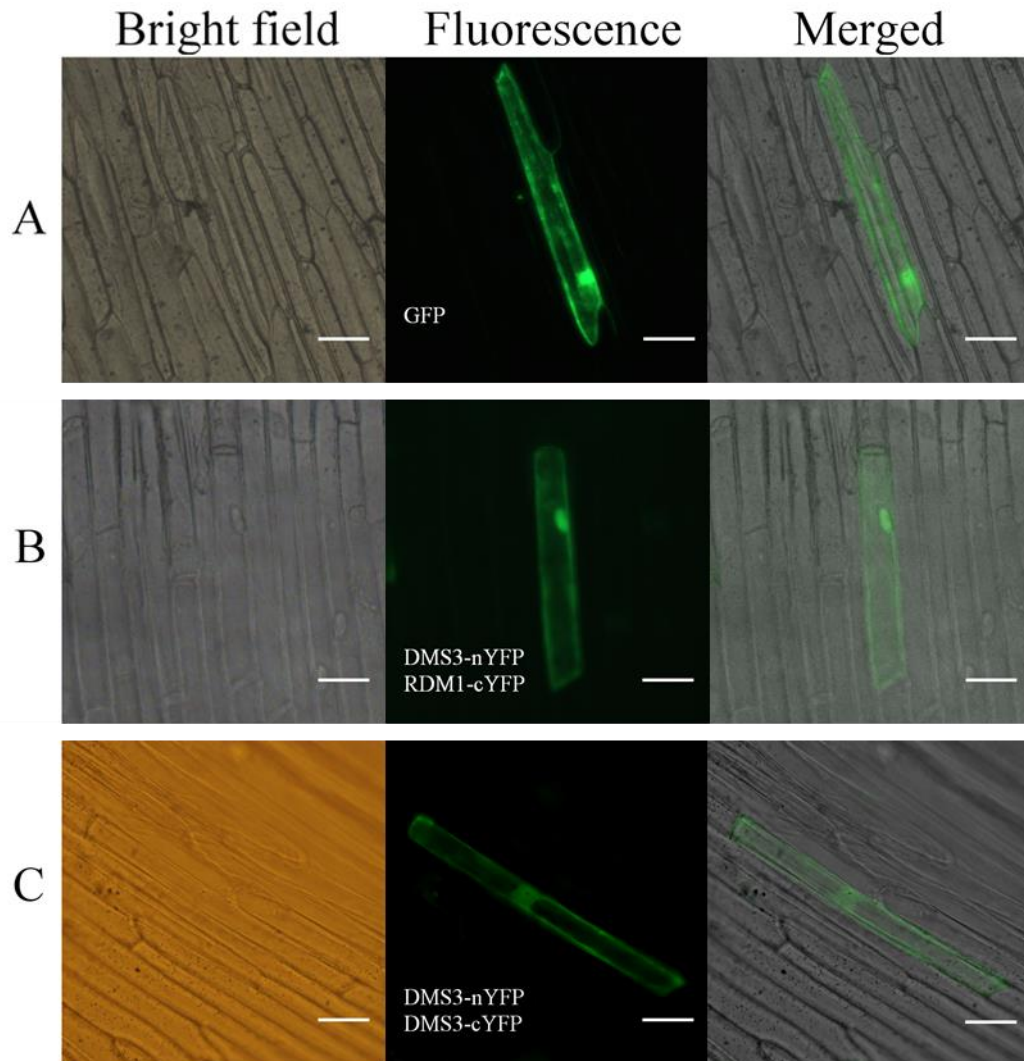 Bright field Fluorescence Merged
A
GFP
B
DMS3-nYFP
RDM1-cYFP
C
DMS3-nYFP
DMS3-cYFP